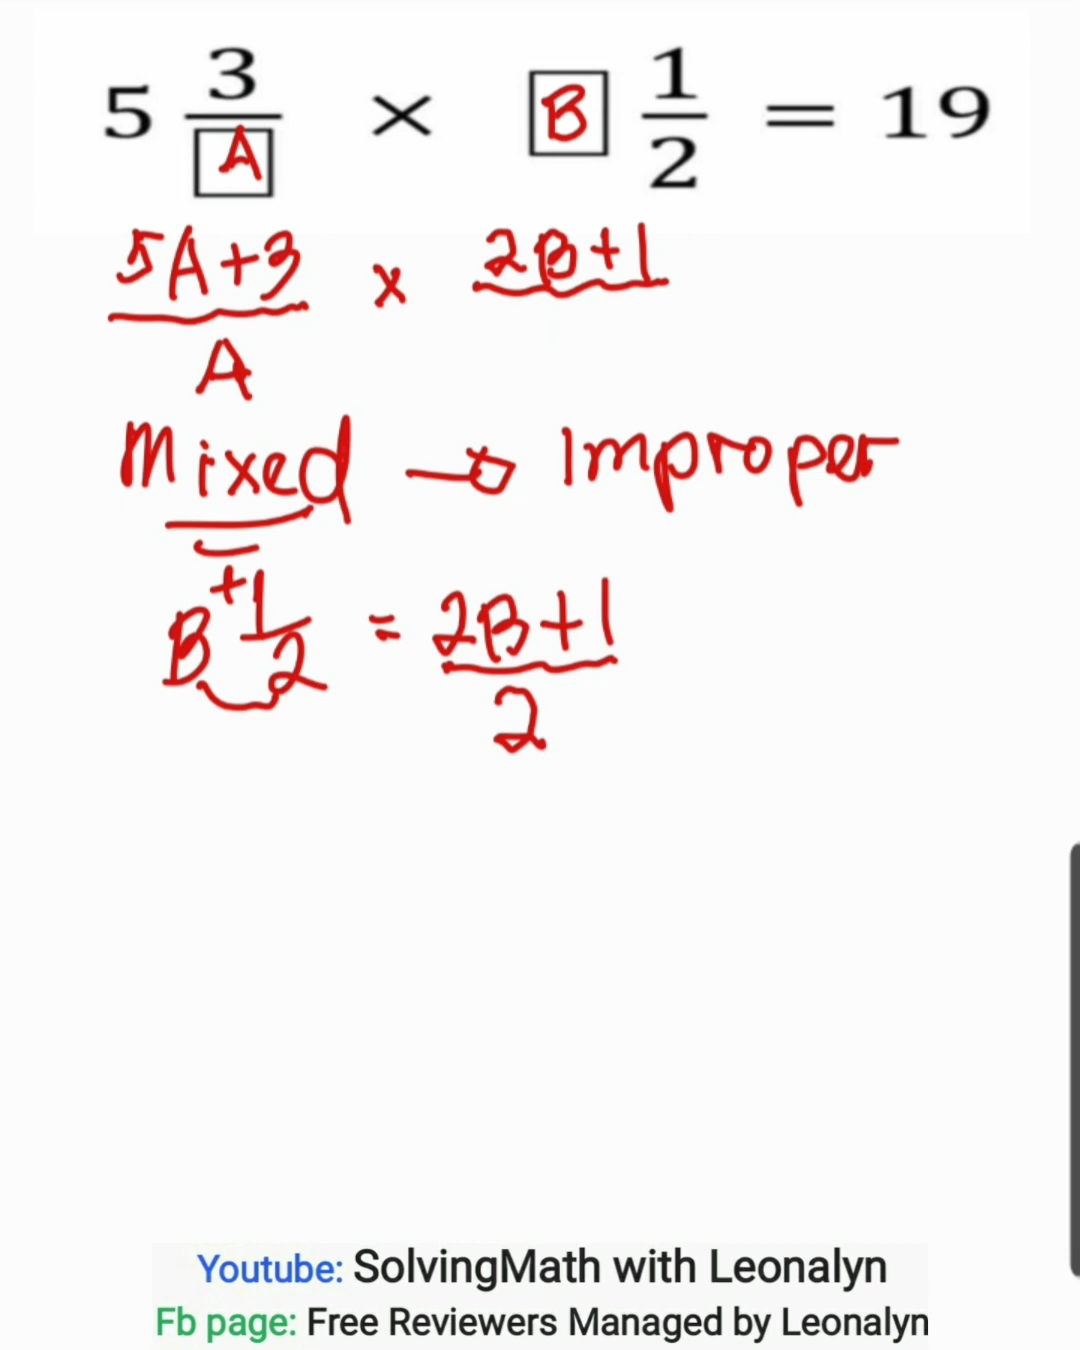 5 3/A × B 1/2 = 19
5A+3/A × 2B+1
Mixed → Improper
B +1/2 = 2B+1/2
Youtube: SolvingMath with Leonalyn
Fb page: Free Reviewers Managed by Leonalyn